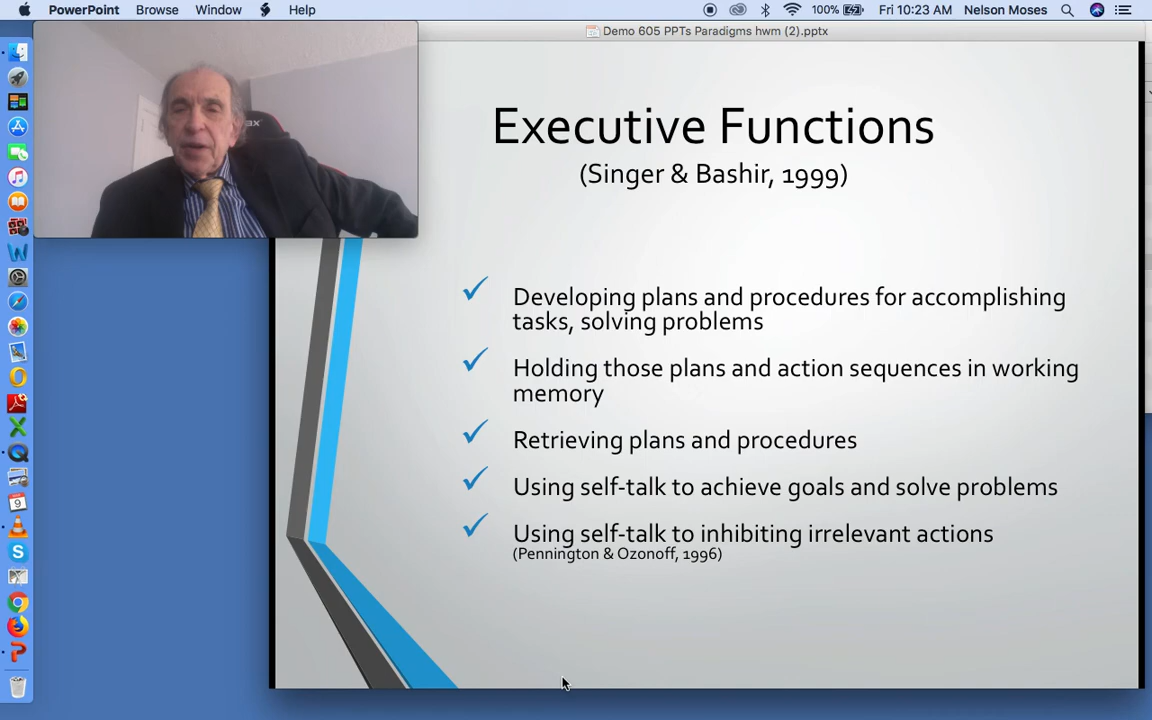 PowerPoint Browse Window Help 100% Fri 10:23 AM Nelson Moses
Demo 605 PPTs Paradigms hwm (2).pptx
Executive Functions
(Singer & Bashir, 1999)
Developing plans and procedures for accomplishing
tasks, solving problems
Holding those plans and action sequences in working
memory
Retrieving plans and procedures
Using self-talk to achieve goals and solve problems
Using self-talk to inhibiting irrelevant actions
(Pennington & Ozonoff, 1996)
9